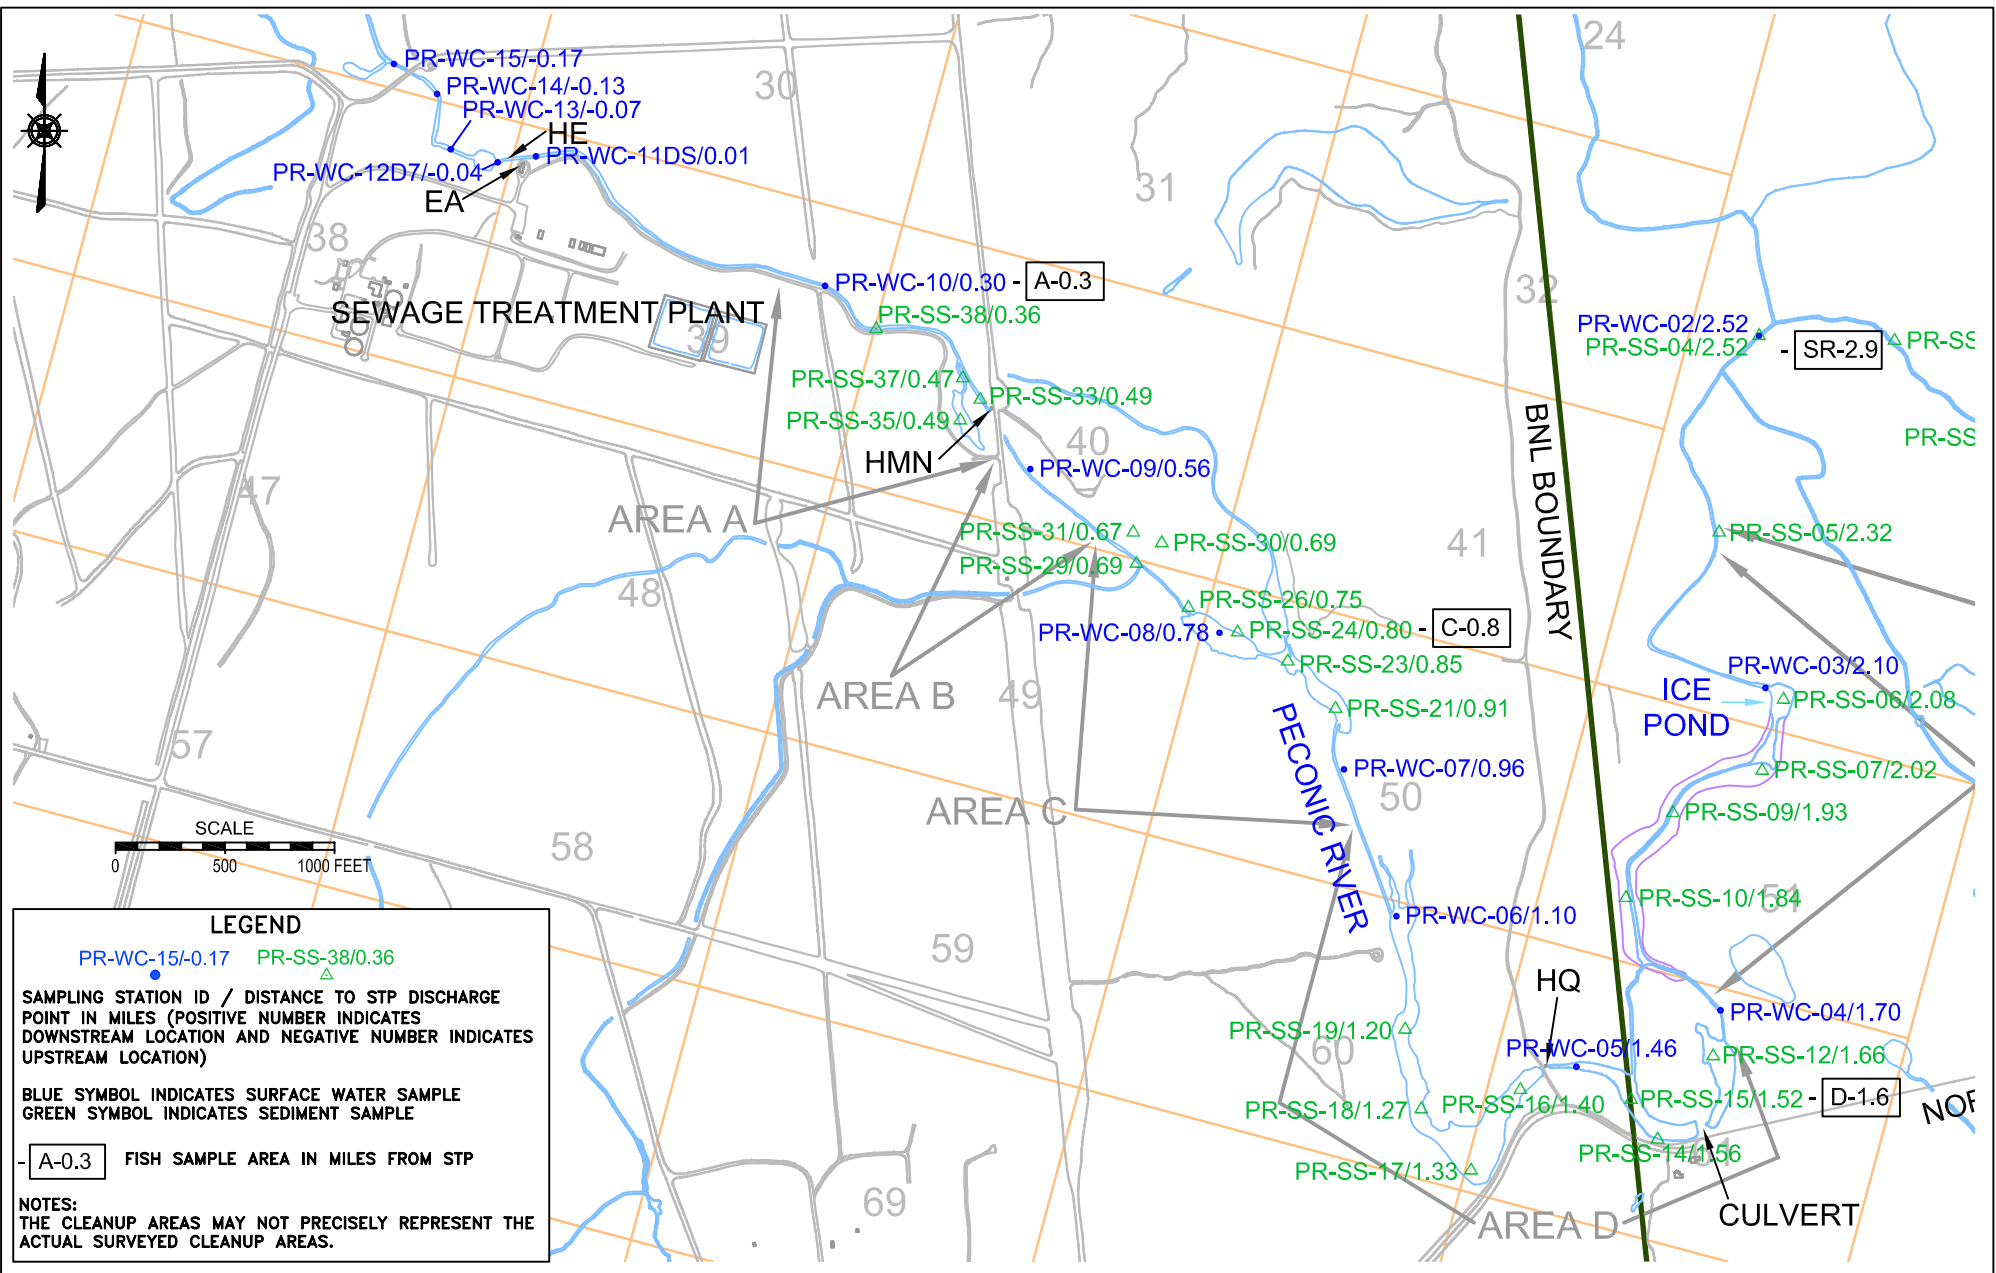 24
PR-WC-15/-0.17
PR-WC-14/-0.13
30
PR-WC-13/-0.07
HE
PR-WC-11DS/0.01
PR-WC-12D7/-0.04
EA
31
38
PR-WC-10/0.30 - A-0.3
32
SEWAGE TREATMENT PLANT
PR-SS-38/0.36
39
PR-WC-02/2.52
PR-SS-04/2.52
- SR-2.9
PR-SS
PR-SS-37/0.47
PR-SS-33/0.49
PR-SS-35/0.49
40
PR-SS
HMN
PR-WC-09/0.56
BNL BOUNDARY
47
AREA A
PR-SS-31/0.67
PR-SS-30/0.69
41
PR-SS-05/2.32
PR-SS-29/0.69
48
PR-SS-26/0.75
PR-WC-08/0.78
PR-SS-24/0.80 - C-0.8
PR-SS-23/0.85
PR-WC-03/2.10
AREA B
49
ICE
POND
PR-SS-06/2.08
PR-SS-21/0.91
57
PECONIC RIVER
PR-WC-07/0.96
PR-SS-07/2.02
50
AREA C
PR-SS-09/1.93
SCALE
0 500 1000 FEET
58
PR-SS-10/1.84
51
PR-WC-06/1.10
59
HQ
PR-WC-04/1.70
PR-SS-19/1.20
60
PR-WC-05/1.46
PR-SS-12/1.66
PR-SS-18/1.27
PR-SS-16/1.40
PR-SS-15/1.52 - D-1.6
NOR
PR-SS-14/1.56
61
PR-SS-17/1.33
69
AREA D
CULVERT
LEGEND
PR-WC-15/-0.17 PR-SS-38/0.36
SAMPLING STATION ID / DISTANCE TO STP DISCHARGE
POINT IN MILES (POSITIVE NUMBER INDICATES
DOWNSTREAM LOCATION AND NEGATIVE NUMBER INDICATES
UPSTREAM LOCATION)
BLUE SYMBOL INDICATES SURFACE WATER SAMPLE
GREEN SYMBOL INDICATES SEDIMENT SAMPLE
- A-0.3 FISH SAMPLE AREA IN MILES FROM STP
NOTES:
THE CLEANUP AREAS MAY NOT PRECISELY REPRESENT THE
ACTUAL SURVEYED CLEANUP AREAS.